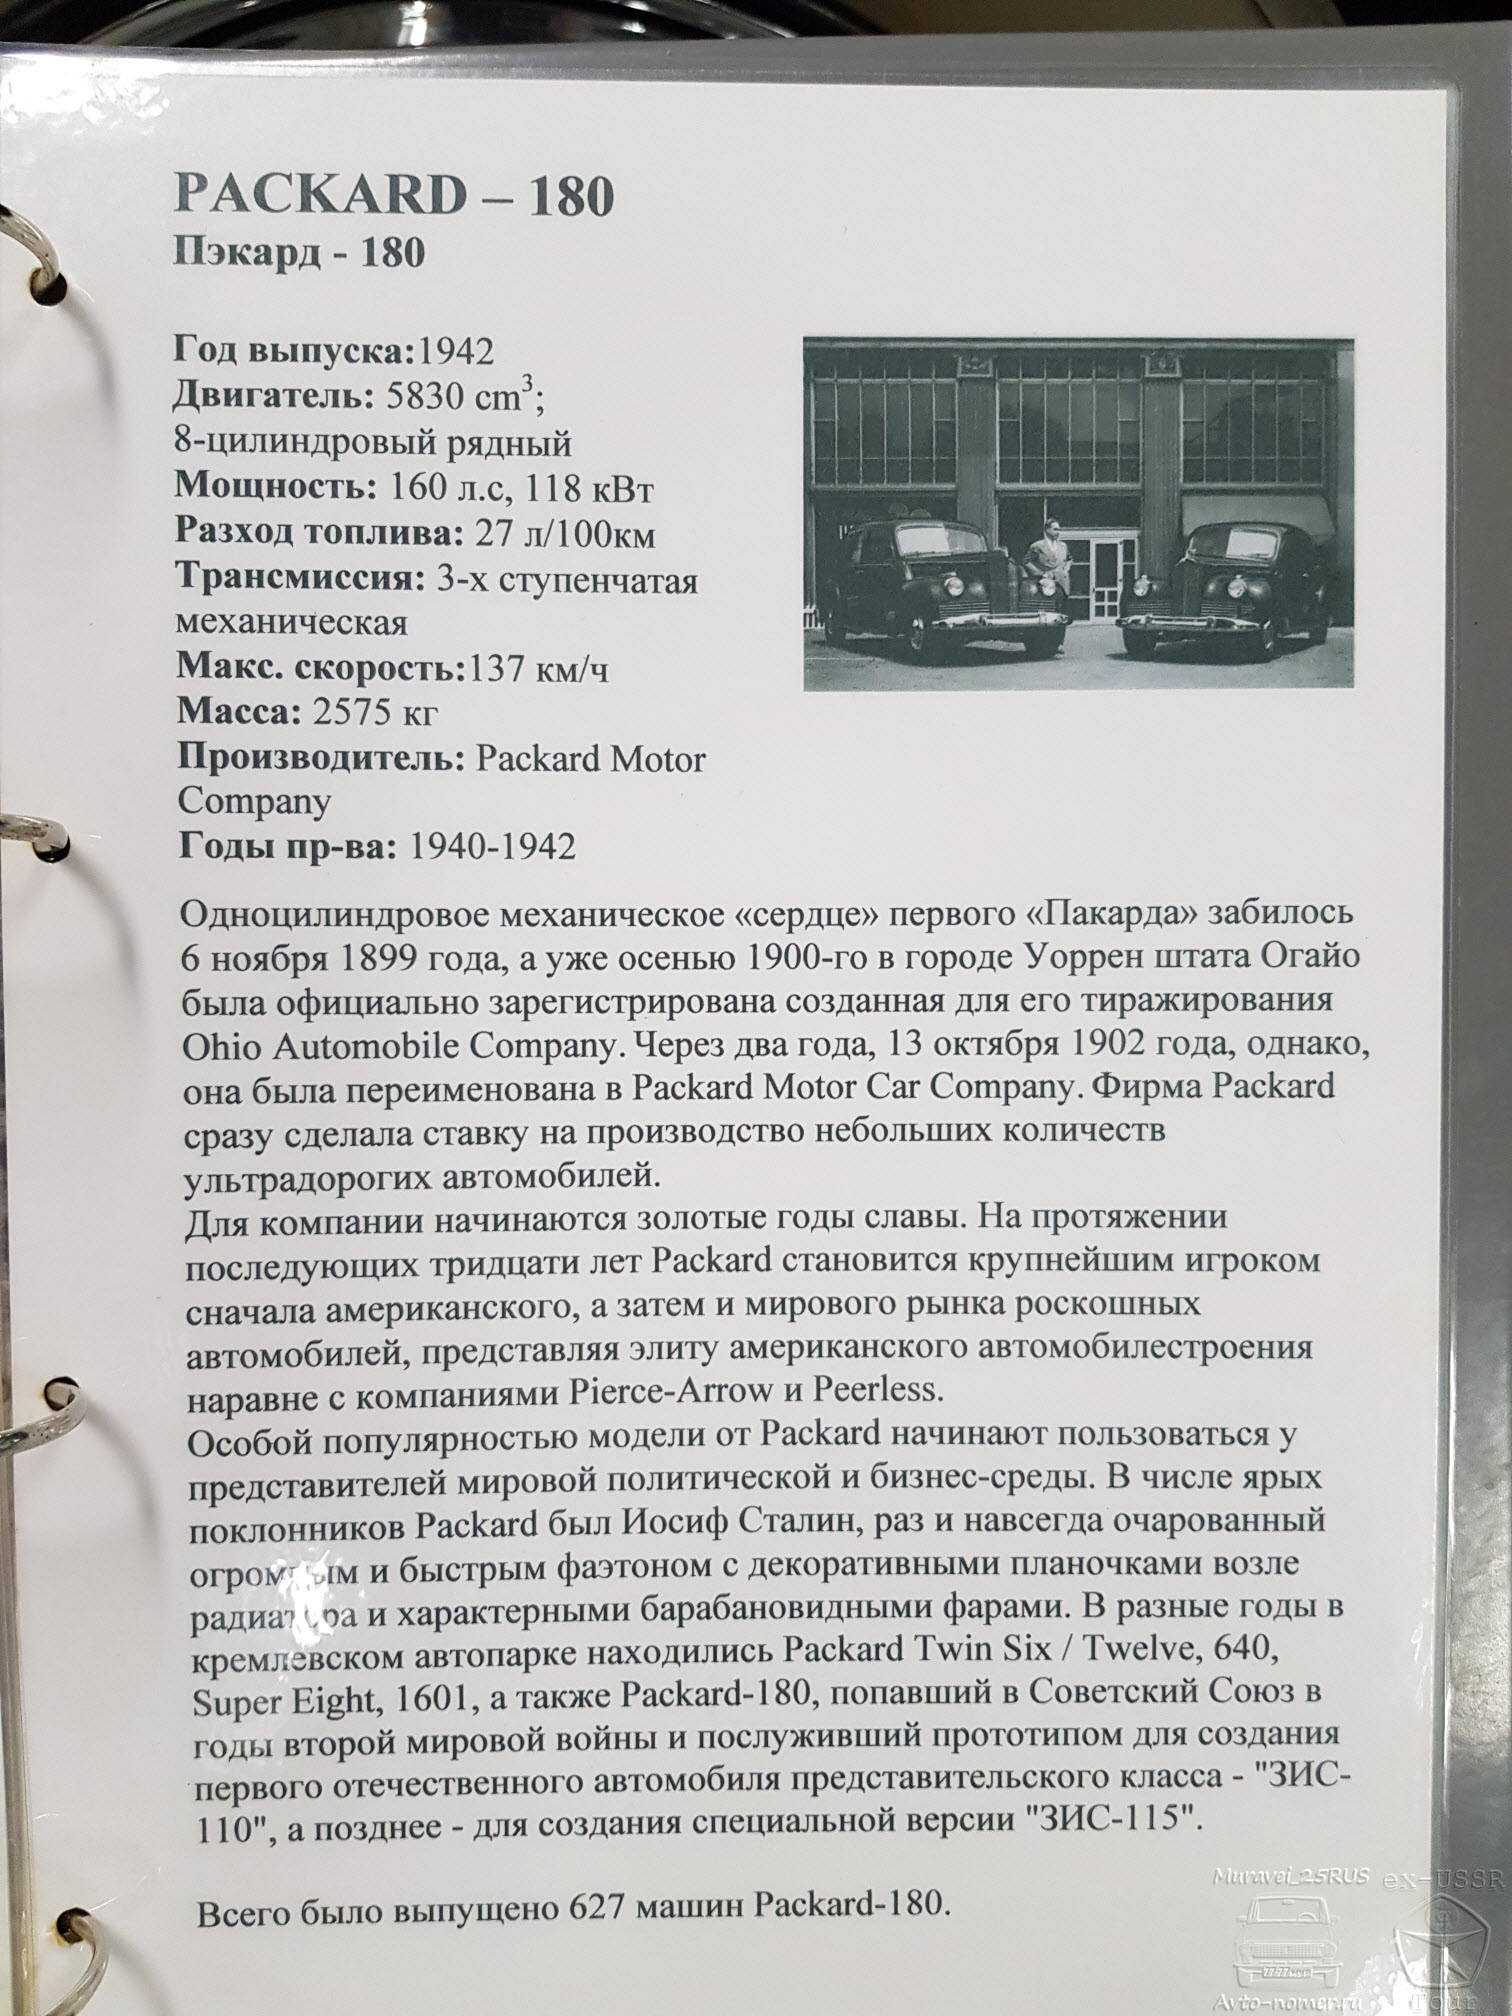 PACKARD – 180
Пэкард - 180
Год выпуска:1942
Двигатель: 5830 cm³;
8-цилиндровый рядный
Мощность: 160 л.с, 118 кВт
Разход топлива: 27 л/100км
Трансмиссия: 3-х ступенчатая
механическая
Макс. скорость:137 км/ч
Масса: 2575 кг
Производитель: Packard Motor
Company
Годы пр-ва: 1940-1942
Одноцилиндровое механическое «сердце» первого «Пакарда» забилось
6 ноября 1899 года, а уже осенью 1900-го в городе Уоррен штата Огайо
была официально зарегистрирована созданная для его тиражирования
Ohio Automobile Company. Через два года, 13 октября 1902 года, однако,
она была переименована в Packard Motor Car Company. Фирма Packard
сразу сделала ставку на производство небольших количеств
ультрадорогих автомобилей.
Для компании начинаются золотые годы славы. На протяжении
последующих тридцати лет Packard становится крупнейшим игроком
сначала американского, а затем и мирового рынка роскошных
автомобилей, представляя элиту американского автомобилестроения
наравне с компаниями Pierce-Arrow и Peerless.
Особой популярностью модели от Packard начинают пользоваться у
представителей мировой политической и бизнес-среды. В числе ярых
поклонников Packard был Иосиф Сталин, раз и навсегда очарованный
огромным и быстрым фаэтоном с декоративными планочками возле
радиатора и характерными барабановидными фарами. В разные годы в
кремлевском автопарке находились Packard Twin Six / Twelve, 640,
Super Eight, 1601, а также Packard-180, попавший в Советский Союз в
годы второй мировой войны и послуживший прототипом для создания
первого отечественного автомобиля представительского класса - "ЗИС-
110", а позднее - для создания специальной версии "ЗИС-115".
Всего было выпущено 627 машин Packard-180.
Muravei_25RUS ex-USSR
Avto-nomer.ru Tour